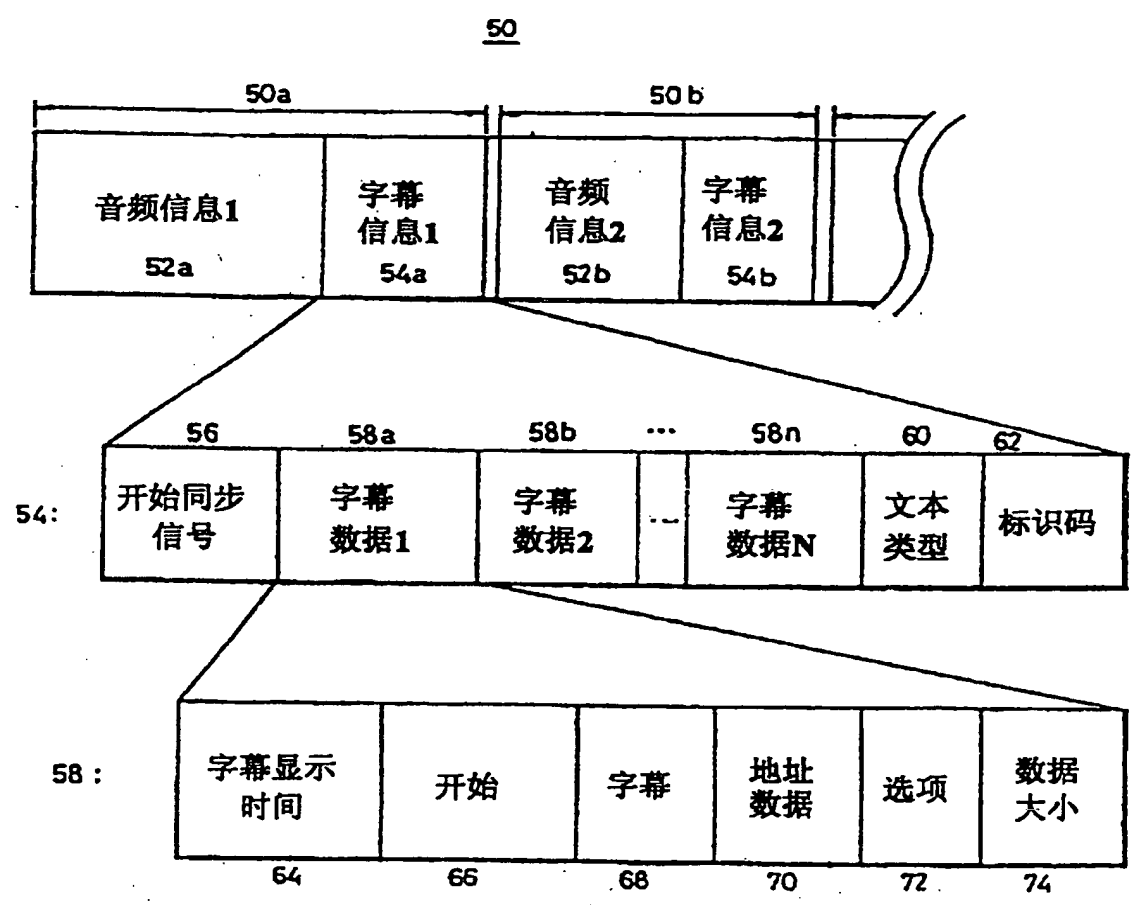 50
50a
50b
音频信息1
52a
字幕
信息1
54a
音频
信息2
52b
字幕
信息2
54b
56
58a
58b
...
58n
60
62
54:
开始同步
信号
字幕
数据1
字幕
数据2
...
字幕
数据N
文本
类型
标识码
58:
字幕显示
时间
开始
字幕
地址
数据
选项
数据
大小
64
66
68
70
72
74